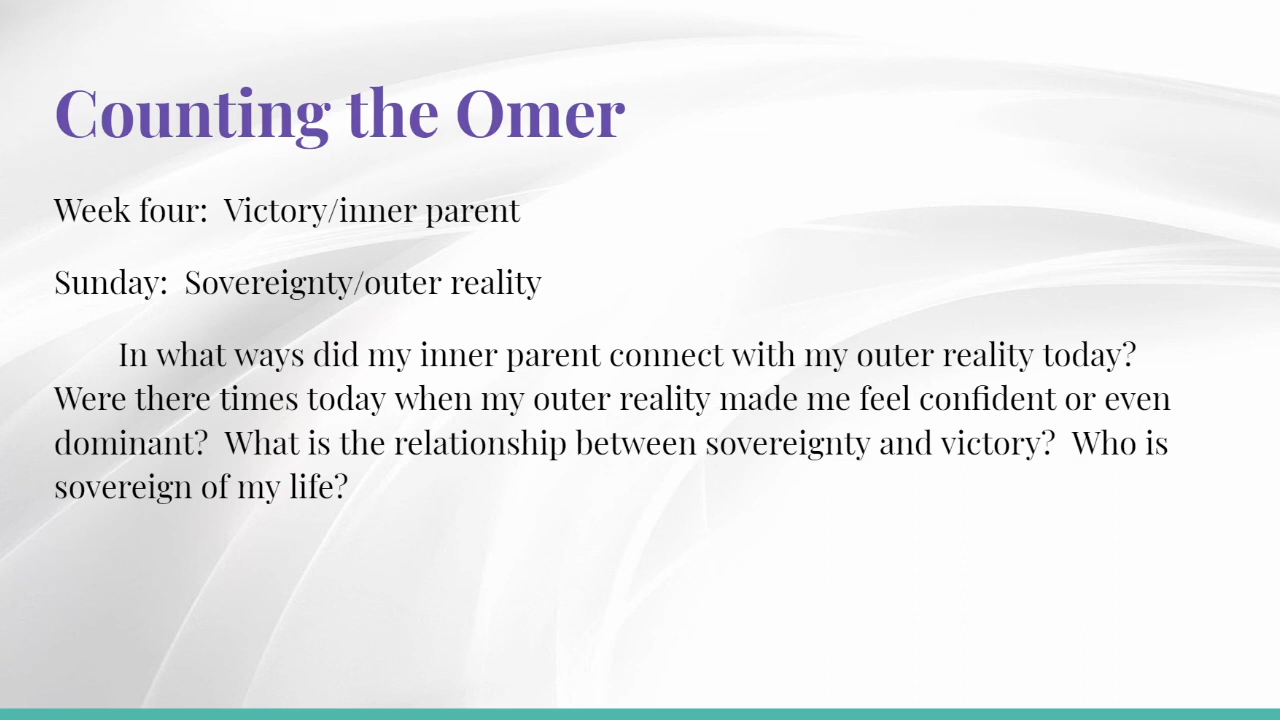 Counting the Omer
Week four:  Victory/inner parent
Sunday:  Sovereignty/outer reality
In what ways did my inner parent connect with my outer reality today?
Were there times today when my outer reality made me feel confident or even
dominant?  What is the relationship between sovereignty and victory?  Who is
sovereign of my life?